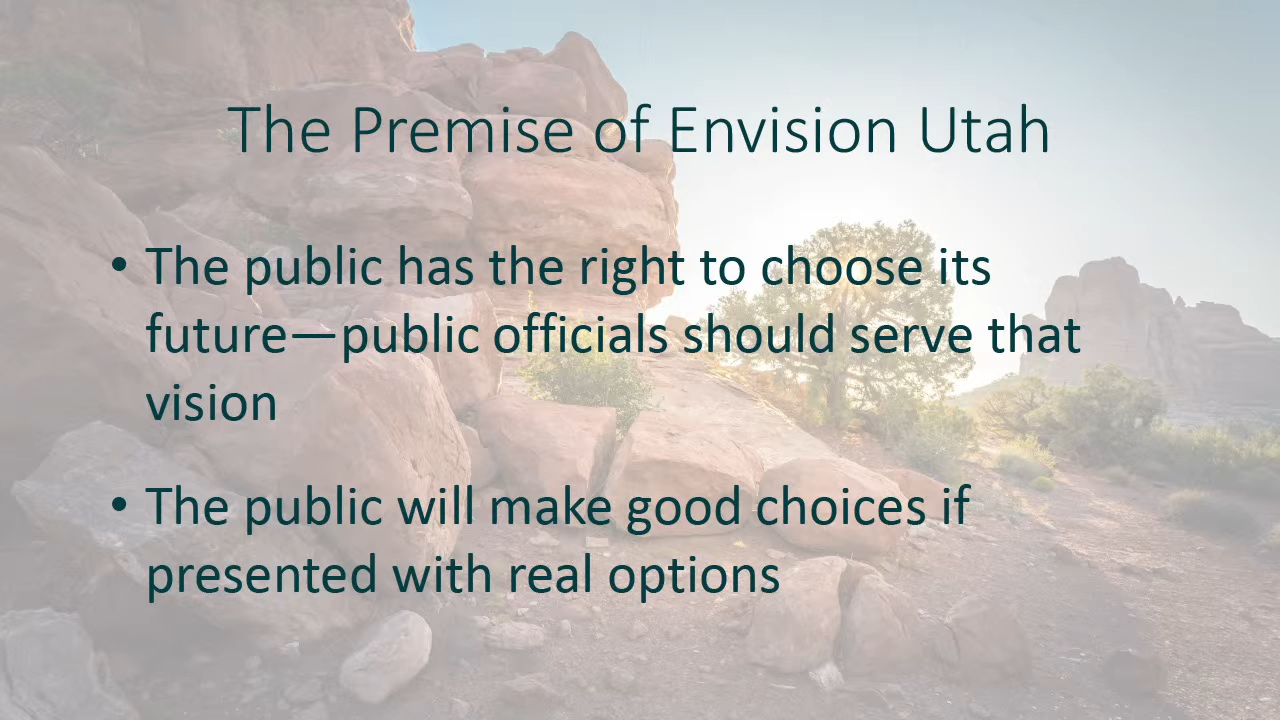 The Premise of Envision Utah
• The public has the right to choose its
future—public officials should serve that
vision
• The public will make good choices if
presented with real options